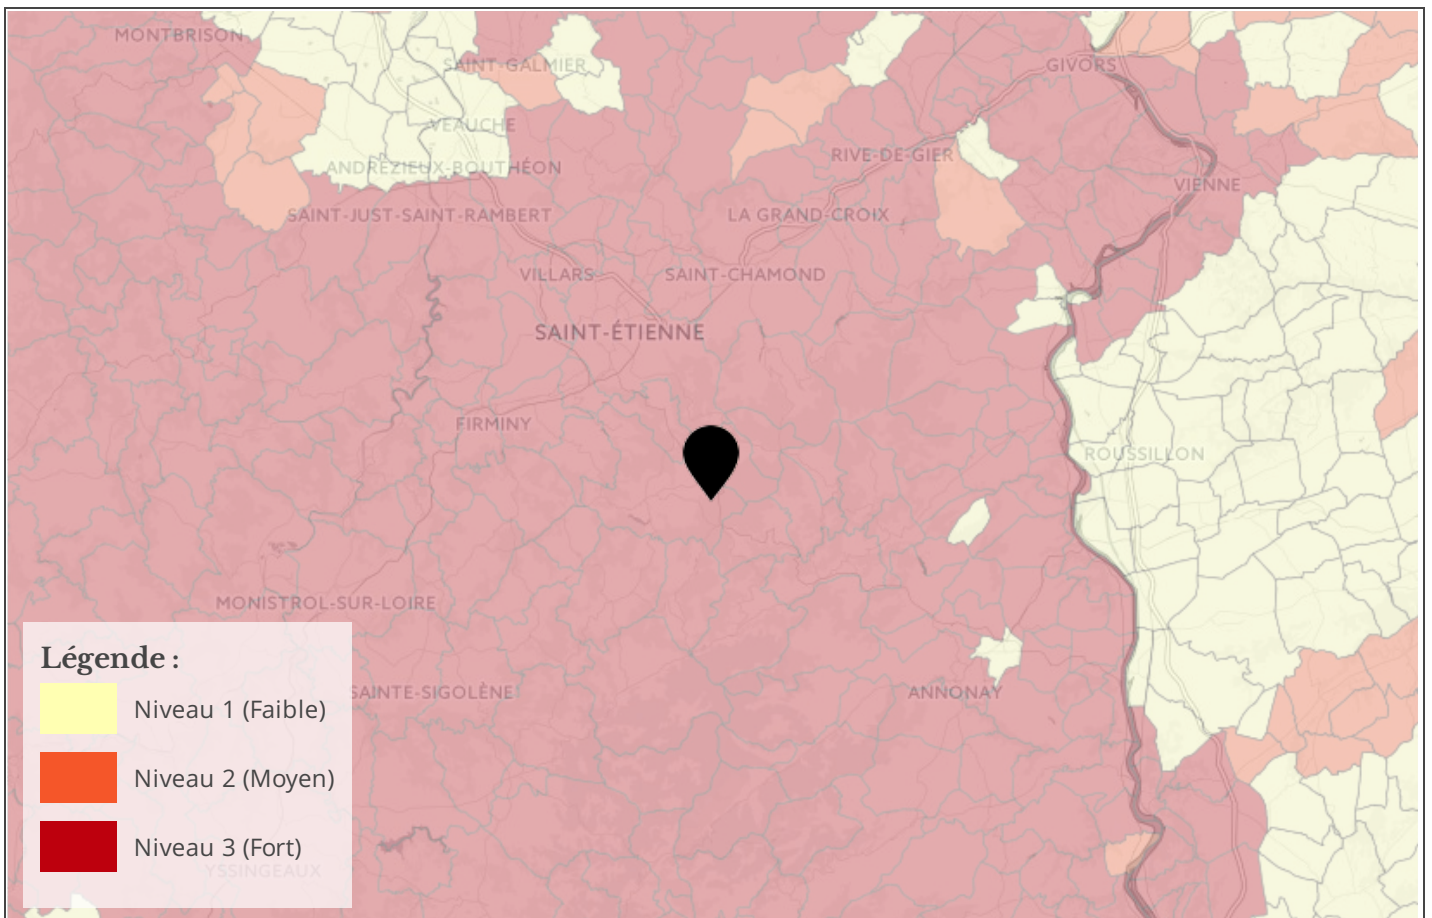 MONTBRISON
SAINT-GALMIER
GIVORS
VEAUCHE
ANDRÉZIEUX-BOUTHÉON
RIVE-DE-GIER
VIENNE
SAINT-JUST-SAINT-RAMBERT
LA GRAND-CROIX
VILLARS
SAINT-CHAMOND
SAINT-ÉTIENNE
FIRMINY
ROUSSILLON
MONISTROL-SUR-LOIRE
SAINTE-SIGOLÈNE
ANNONAY
Légende :
Niveau 1 (Faible)
Niveau 2 (Moyen)
Niveau 3 (Fort)
YSSINGEAUX